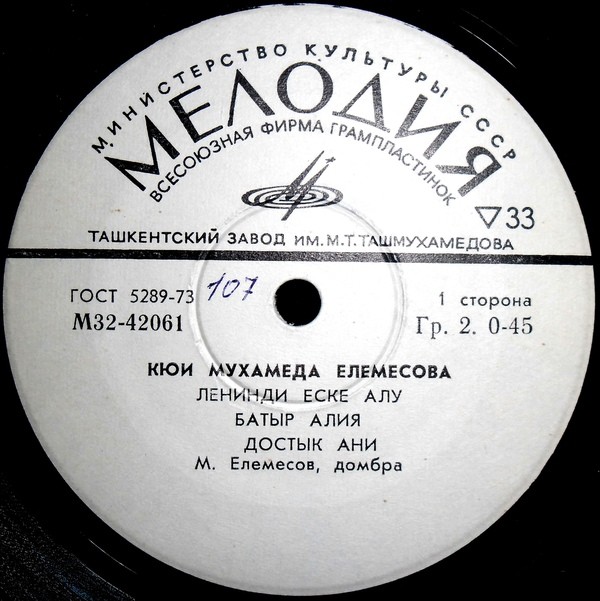 МИНИСТЕРСТВО КУЛЬТУРЫ СССР
МЕЛОДИЯ
ВСЕСОЮЗНАЯ ФИРМА ГРАМПЛАСТИНОК
33
ТАШКЕНТСКИЙ ЗАВОД ИМ. М. Т. ТАШМУХАМЕДОВА
ГОСТ 5289-73 107
1 сторона
М32-42061
Гр. 2. 0-45
КЮИ МУХАМЕДА ЕЛЕМЕСОВА
ЛЕНИНДИ ЕСКЕ АЛУ
БАТЫР АЛИЯ
ДОСТЫК АНИ
М. Елемесов, домбра